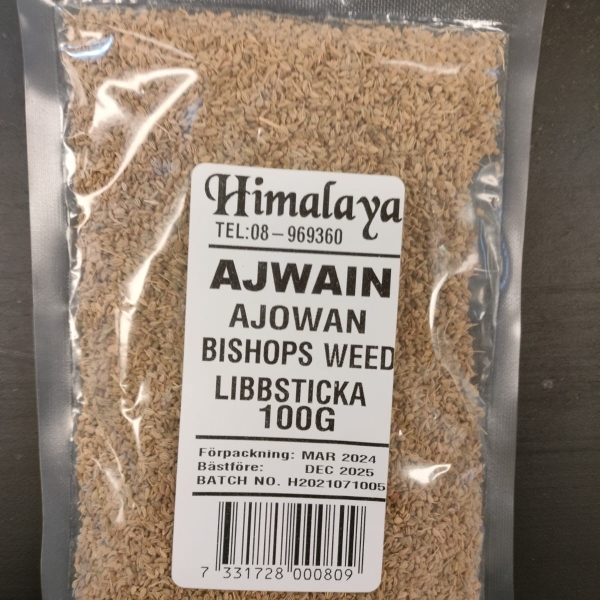 Himalaya
TEL:08-969360
AJWAIN
AJOWAN
BISHOPS WEED
LIBBSTICKA
100G
Förpackning: MAR 2024
Bästföre: DEC 2025
BATCH NO. H2021071005
7 331728 000809